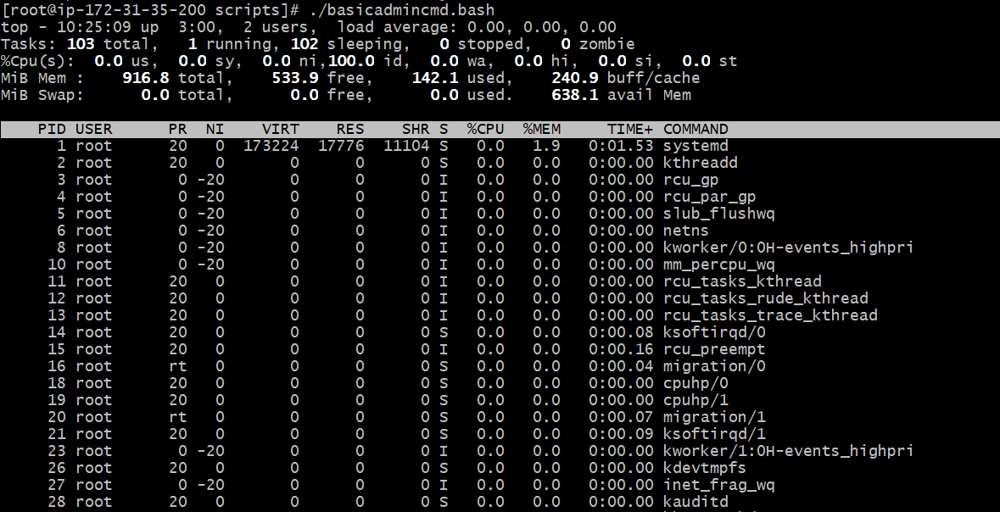 [root@ip-172-31-35-200 scripts]# ./basicadmincmd.bash
top - 10:25:09 up  3:00,  2 users,  load average: 0.00, 0.00, 0.00
Tasks: 103 total,   1 running, 102 sleeping,   0 stopped,   0 zombie
%Cpu(s):  0.0 us,  0.0 sy,  0.0 ni,100.0 id,  0.0 wa,  0.0 hi,  0.0 si,  0.0 st
MiB Mem :    916.8 total,    533.9 free,    142.1 used,    240.9 buff/cache
MiB Swap:      0.0 total,      0.0 free,      0.0 used.    638.1 avail Mem
PID USER      PR  NI    VIRT    RES    SHR S  %CPU  %MEM     TIME+ COMMAND
1 root      20   0  173224  17776  11104 S   0.0   1.9   0:01.53 systemd
2 root      20   0       0      0      0 S   0.0   0.0   0:00.00 kthreadd
3 root       0 -20       0      0      0 I   0.0   0.0   0:00.00 rcu_gp
4 root       0 -20       0      0      0 I   0.0   0.0   0:00.00 rcu_par_gp
5 root       0 -20       0      0      0 I   0.0   0.0   0:00.00 slub_flushwq
6 root       0 -20       0      0      0 I   0.0   0.0   0:00.00 netns
8 root       0 -20       0      0      0 I   0.0   0.0   0:00.00 kworker/0:0H-events_highpri
10 root       0 -20       0      0      0 I   0.0   0.0   0:00.00 mm_percpu_wq
11 root      20   0       0      0      0 I   0.0   0.0   0:00.00 rcu_tasks_kthread
12 root      20   0       0      0      0 I   0.0   0.0   0:00.00 rcu_tasks_rude_kthread
13 root      20   0       0      0      0 I   0.0   0.0   0:00.00 rcu_tasks_trace_kthread
14 root      20   0       0      0      0 S   0.0   0.0   0:00.08 ksoftirqd/0
15 root      20   0       0      0      0 I   0.0   0.0   0:00.16 rcu_preempt
16 root      rt   0       0      0      0 S   0.0   0.0   0:00.04 migration/0
18 root      20   0       0      0      0 S   0.0   0.0   0:00.00 cpuhp/0
19 root      20   0       0      0      0 S   0.0   0.0   0:00.00 cpuhp/1
20 root      rt   0       0      0      0 S   0.0   0.0   0:00.07 migration/1
21 root      20   0       0      0      0 S   0.0   0.0   0:00.09 ksoftirqd/1
23 root       0 -20       0      0      0 I   0.0   0.0   0:00.00 kworker/1:0H-events_highpri
26 root      20   0       0      0      0 S   0.0   0.0   0:00.00 kdevtmpfs
27 root       0 -20       0      0      0 I   0.0   0.0   0:00.00 inet_frag_wq
28 root      20   0       0      0      0 S   0.0   0.0   0:00.00 kauditd